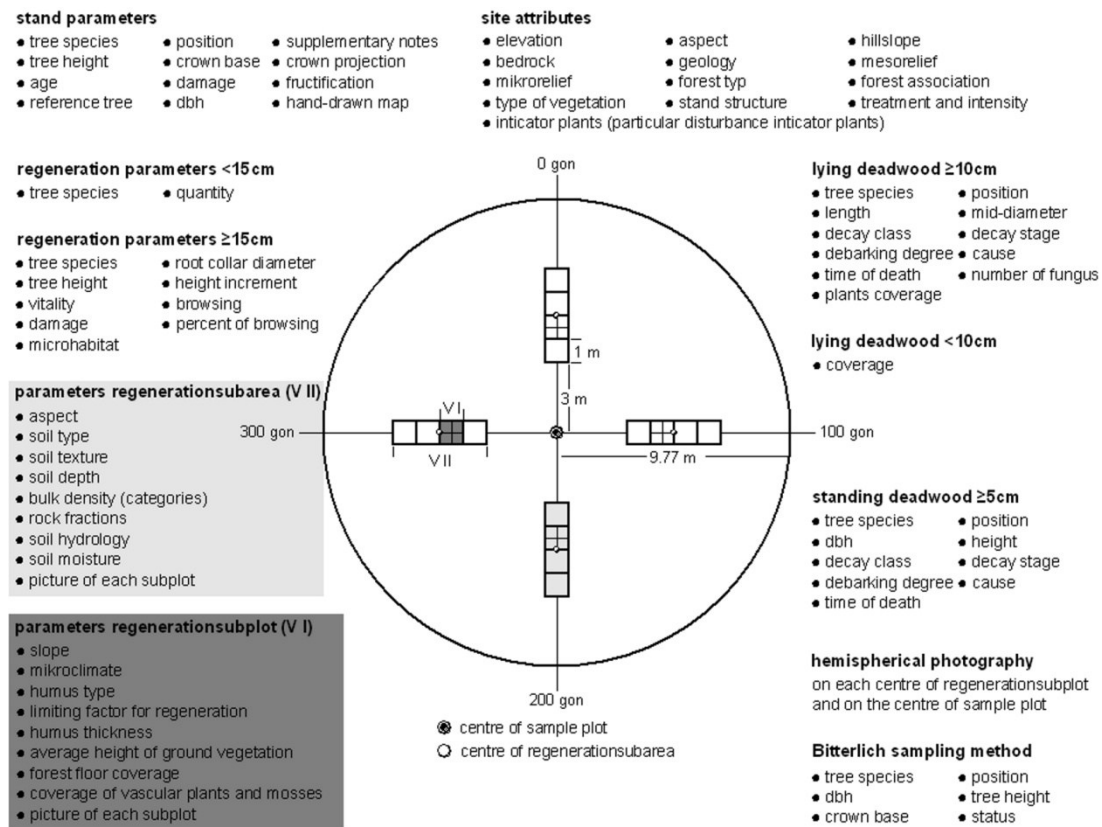 stand parameters
• tree species • position • supplementary notes
• tree height • crown base • crown projection
• age • damage • fructification
• reference tree • dbh • hand-drawn map
site attributes
• elevation • aspect • hillslope
• bedrock • geology • mesorelief
• mikrorelief • forest typ • forest association
• type of vegetation • stand structure • treatment and intensity
• inticator plants (particular disturbance inticator plants)
regeneration parameters <15cm
• tree species • quantity
regeneration parameters ≥15cm
• tree species • root collar diameter
• tree height • height increment
• vitality • browsing
• damage • percent of browsing
• microhabitat
parameters regenerationsubarea (V II)
• aspect
• soil type
• soil texture
• soil depth
• bulk density (categories)
• rock fractions
• soil hydrology
• soil moisture
• picture of each subplot
parameters regenerationsubplot (V I)
• slope
• mikroclimate
• humus type
• limiting factor for regeneration
• humus thickness
• average height of ground vegetation
• forest floor coverage
• coverage of vascular plants and mosses
• picture of each subplot
0 gon
1 m
3 m
300 gon
VI
VII
100 gon
9.77 m
200 gon
centre of sample plot
centre of regenerationsubarea
lying deadwood ≥10cm
• tree species • position
• length • mid-diameter
• decay class • decay stage
• debarking degree • cause
• time of death • number of fungus
• plants coverage
lying deadwood <10cm
• coverage
standing deadwood ≥5cm
• tree species • position
• dbh • height
• decay class • decay stage
• debarking degree • cause
• time of death
hemispherical photography
on each centre of regenerationsubplot
and on the centre of sample plot
Bitterlich sampling method
• tree species • position
• dbh • tree height
• crown base • status